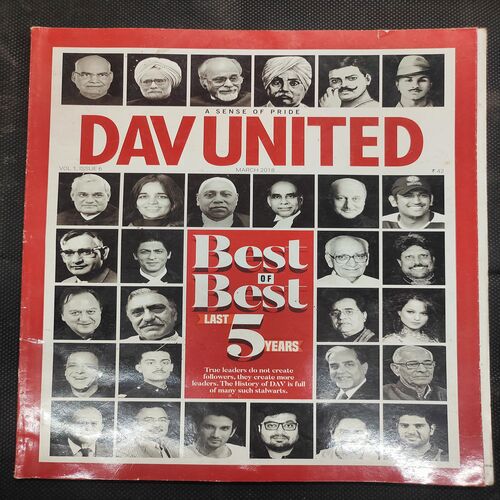 A SENSE OF PRIDE
DAV UNITED
VOL 1, ISSUE 6 MARCH 2018 ₹ 42
Best
OF
Best
LAST 5 YEARS
True leaders do not create
followers, they create more
leaders. The History of DAV is full
of many such stalwarts.